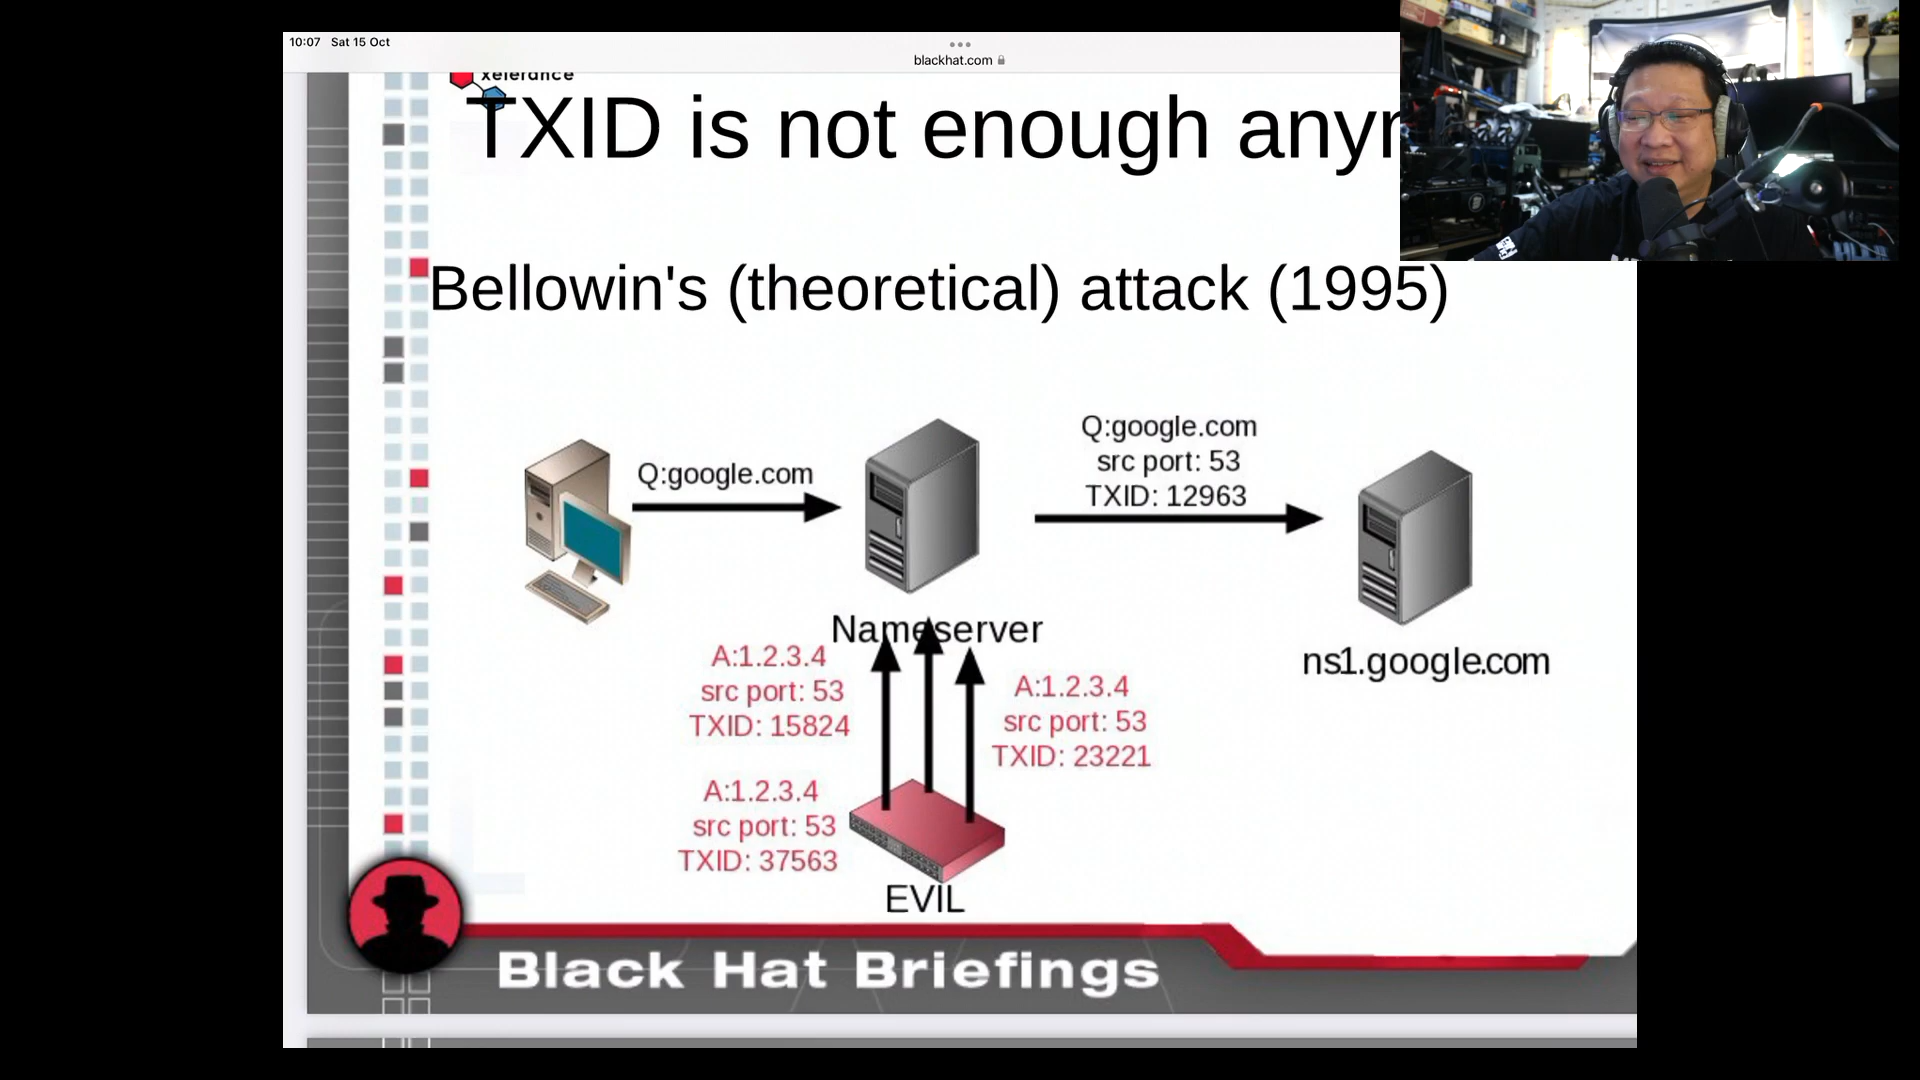 10:07 Sat 15 Oct
blackhat.com
xelerance
TXID is not enough
Bellowin's (theoretical) attack (1995)
Q:google.com
Q:google.com
src port: 53
TXID: 12963
Nameserver
ns1.google.com
A:1.2.3.4
src port: 53
TXID: 15824
A:1.2.3.4
src port: 53
TXID: 23221
A:1.2.3.4
src port: 53
TXID: 37563
EVIL
Black Hat Briefings